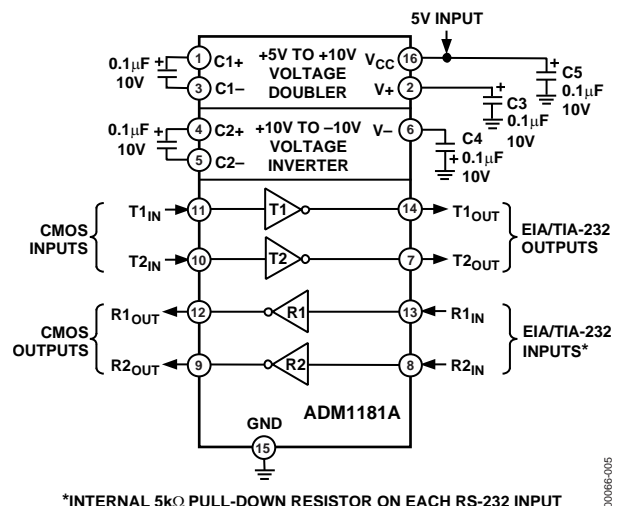 5V INPUT
0.1μF + 10V
1 C1+
3 C1–
+5V TO +10V
VOLTAGE
DOUBLER
VCC 16
V+ 2
+ C5
0.1μF
10V
+ C3
0.1μF
10V
0.1μF + 10V
4 C2+
5 C2–
+10V TO –10V
VOLTAGE
INVERTER
V– 6
C4
+ 0.1μF
10V
CMOS
INPUTS
T1IN 11 T1 14 T1OUT
T2IN 10 T2 7 T2OUT
EIA/TIA-232
OUTPUTS
CMOS
OUTPUTS
R1OUT 12 R1 13 R1IN
R2OUT 9 R2 8 R2IN
EIA/TIA-232
INPUTS*
ADM1181A
GND
15
*INTERNAL 5kΩ PULL-DOWN RESISTOR ON EACH RS-232 INPUT
00066-005